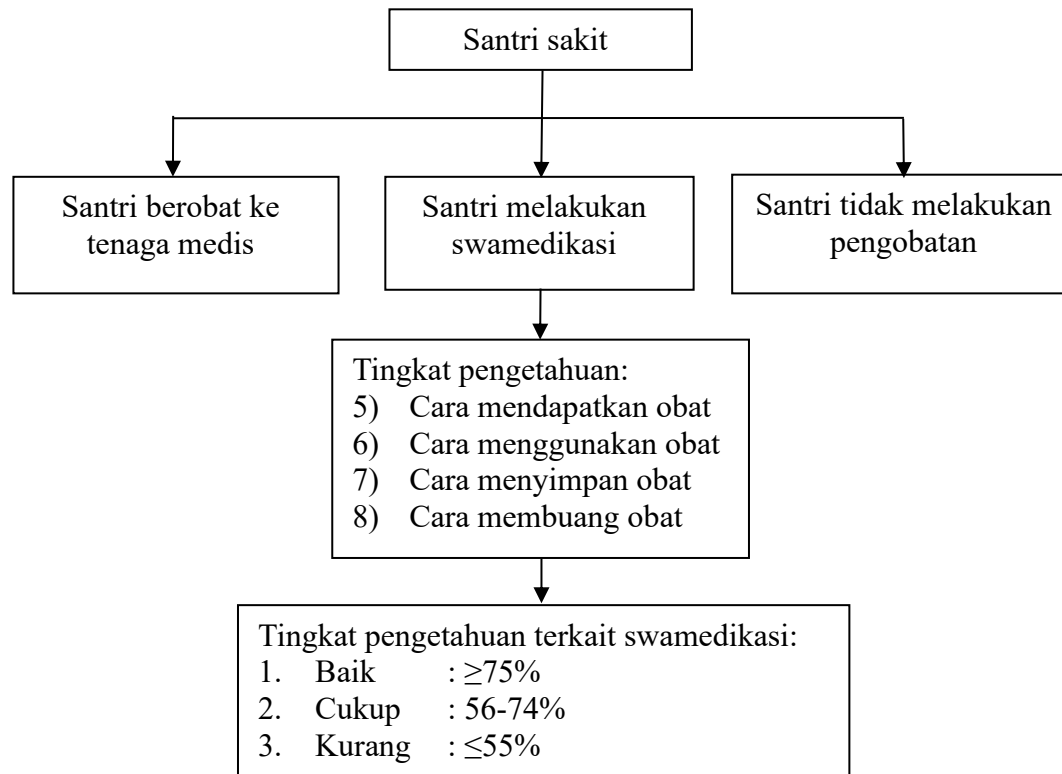 Santri sakit
Santri berobat ke
tenaga medis
Santri melakukan
swamedikasi
Santri tidak melakukan
pengobatan
Tingkat pengetahuan:
5) Cara mendapatkan obat
6) Cara menggunakan obat
7) Cara menyimpan obat
8) Cara membuang obat
Tingkat pengetahuan terkait swamedikasi:
1. Baik : ≥75%
2. Cukup : 56-74%
3. Kurang : ≤55%